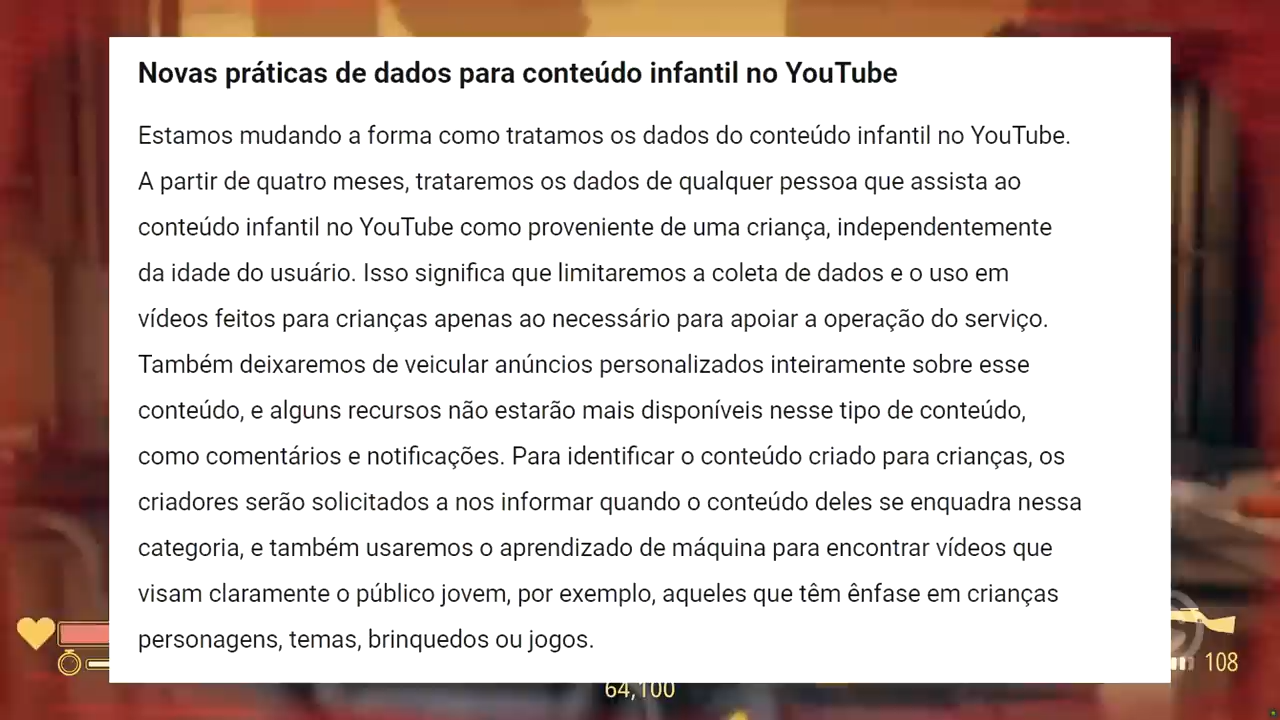 Novas práticas de dados para conteúdo infantil no YouTube
Estamos mudando a forma como tratamos os dados do conteúdo infantil no YouTube.
A partir de quatro meses, trataremos os dados de qualquer pessoa que assista ao
conteúdo infantil no YouTube como proveniente de uma criança, independentemente
da idade do usuário. Isso significa que limitaremos a coleta de dados e o uso em
vídeos feitos para crianças apenas ao necessário para apoiar a operação do serviço.
Também deixaremos de veicular anúncios personalizados inteiramente sobre esse
conteúdo, e alguns recursos não estarão mais disponíveis nesse tipo de conteúdo,
como comentários e notificações. Para identificar o conteúdo criado para crianças, os
criadores serão solicitados a nos informar quando o conteúdo deles se enquadra nessa
categoria, e também usaremos o aprendizado de máquina para encontrar vídeos que
visam claramente o público jovem, por exemplo, aqueles que têm ênfase em crianças
personagens, temas, brinquedos ou jogos.
108
64,100